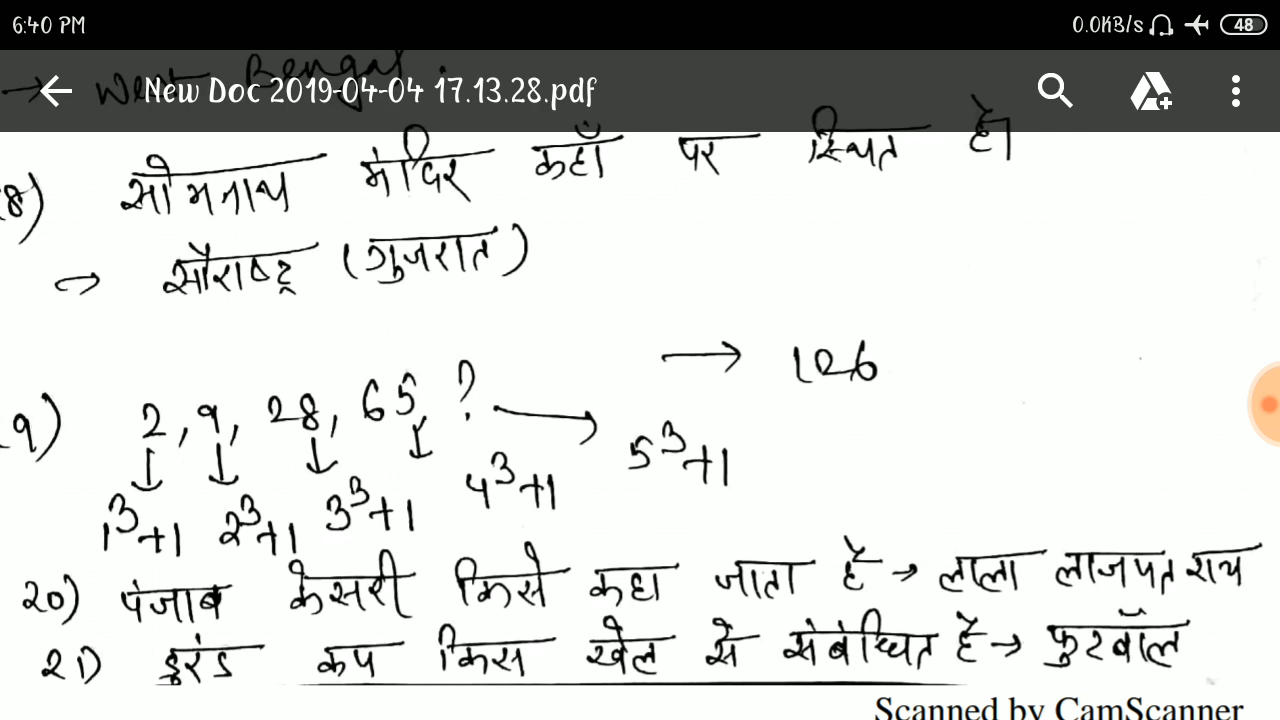 6:40 PM 0.0KB/s 48
→ West Bengal.
New Doc 2019-04-04 17.13.28.pdf
18) सोमनाथ मंदिर कहाँ पर स्थित है।
→ सौराष्ट्र (गुजरात)
→ 126
19) 2, 9, 28, 65, ? → 5³+1
1³+1 2³+1 3³+1 4³+1
20) पंजाब केसरी किसे कहा जाता है → लाला लाजपत राय
21) डुरंड कप किस खेल से संबंधित है → फुटबॉल
Scanned by CamScanner